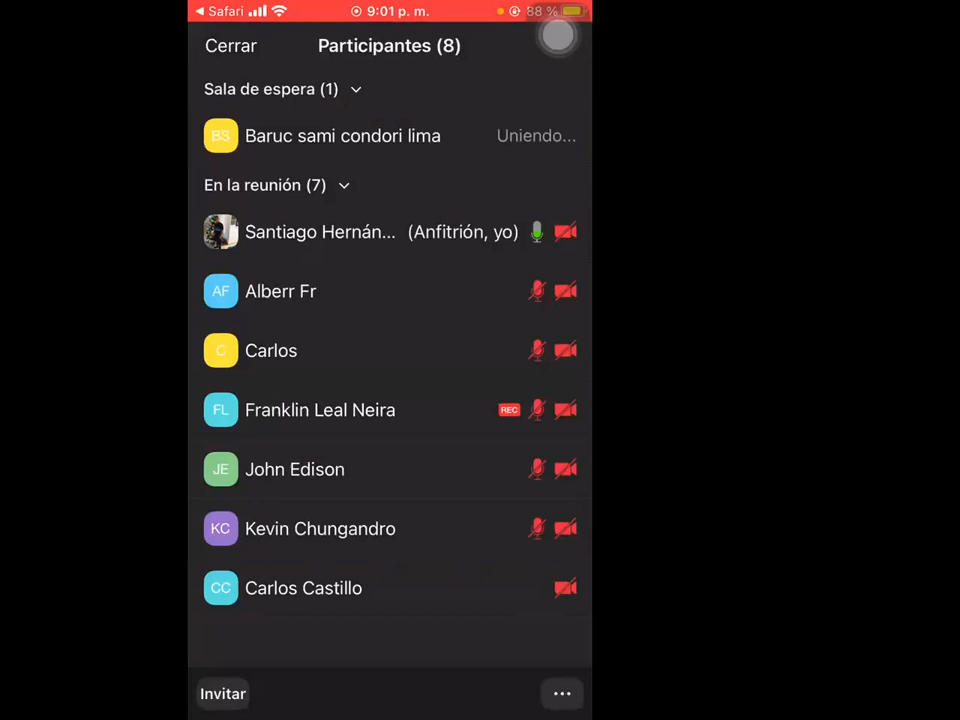 Safari 9:01 p. m. 88 %
Cerrar Participantes (8)
Sala de espera (1)
BS Baruc sami condori lima Uniendo...
En la reunión (7)
Santiago Hernán... (Anfitrión, yo)
AF Alberr Fr
C Carlos
FL Franklin Leal Neira REC
JE John Edison
KC Kevin Chungandro
CC Carlos Castillo
Invitar